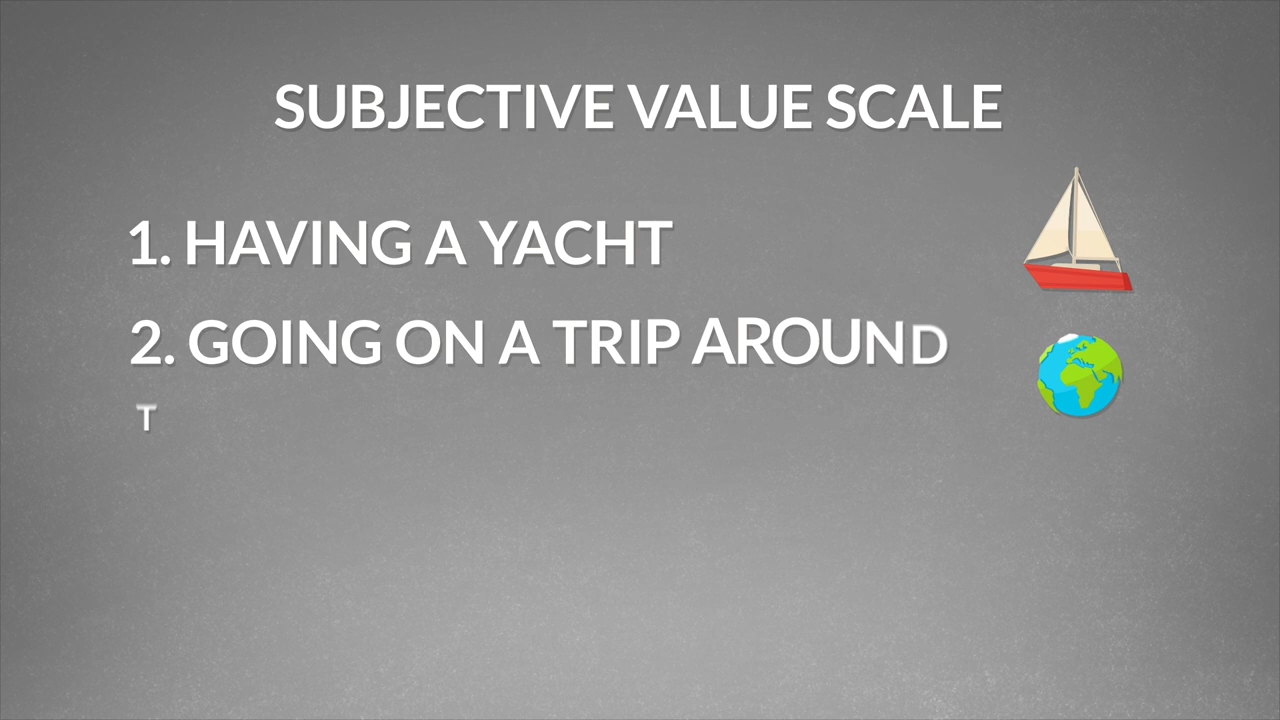 SUBJECTIVE VALUE SCALE
1. HAVING A YACHT
2. GOING ON A TRIP AROUND
T